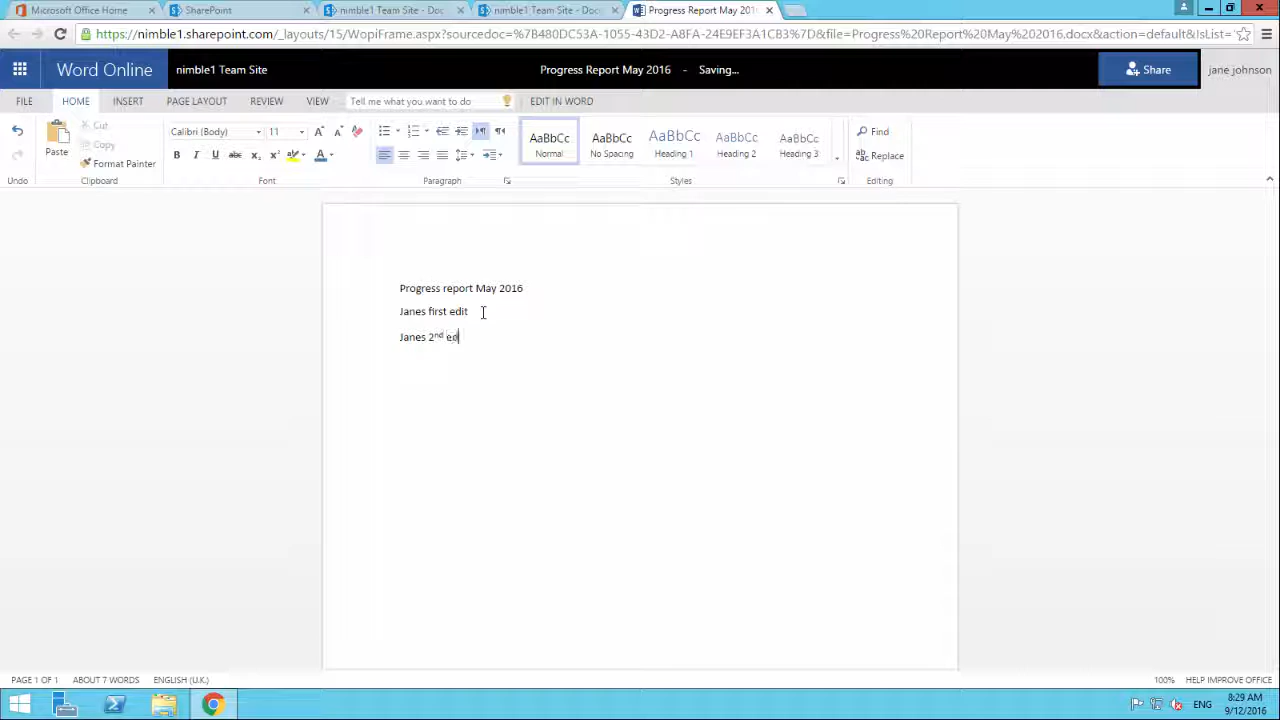 Microsoft Office Home
SharePoint
nimble1 Team Site - Doc
nimble1 Team Site - Doc
Progress Report May 201
https://nimble1.sharepoint.com/_layouts/15/WopiFrame.aspx?sourcedoc=%7B480DC53A-1055-43D2-A8FA-24E9EF3A1CB3%7D&file=Progress%20Report%20May%202016.docx&action=default&IsList=
Word Online
nimble1 Team Site
Progress Report May 2016 - Saving...
Share
jane johnson
FILE HOME INSERT PAGE LAYOUT REVIEW VIEW Tell me what you want to do EDIT IN WORD
Paste
Cut
Copy
Format Painter
Calibri (Body) 11
B I U abc X₂ X²
AaBbCc AaBbCc AaBbCc AaBbCc AaBbCc
Normal No Spacing Heading 1 Heading 2 Heading 3
Find
Replace
Undo Clipboard Font Paragraph Styles Editing
Progress report May 2016
Janes first edit
Janes 2nd ed
PAGE 1 OF 1 ABOUT 7 WORDS ENGLISH (U.K.) 100% HELP IMPROVE OFFICE
ENG
8:29 AM
9/12/2016